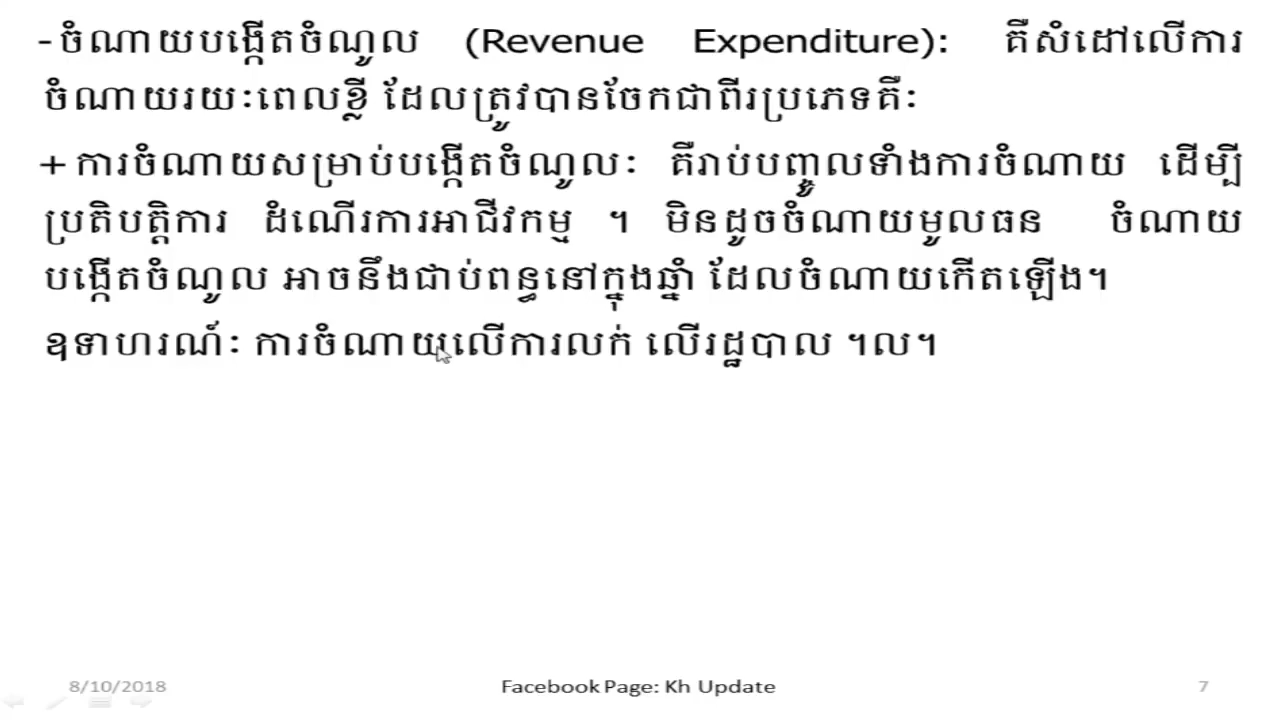 -ចំណាយបង្កើតចំណូល (Revenue Expenditure): គឺសំដៅលើការ
ចំណាយរយៈពេលខ្លី ដែលត្រូវបានចែកជាពីរប្រភេទគឺៈ
+ការចំណាយសម្រាប់បង្កើតចំណូលៈ គឺរាប់បញ្ចូលទាំងការចំណាយ ដើម្បី
ប្រតិបត្តិការ ដំណើរការអាជីវកម្ម ។ មិនដូចចំណាយមូលធន ចំណាយ
បង្កើតចំណូល អាចនឹងជាប់ពន្ធនៅក្នុងឆ្នាំ ដែលចំណាយកើតឡើង។
ឧទាហរណ៍ៈ ការចំណាយលើការលក់ លើរដ្ឋបាល ។ល។
8/10/2018 Facebook Page: Kh Update 7